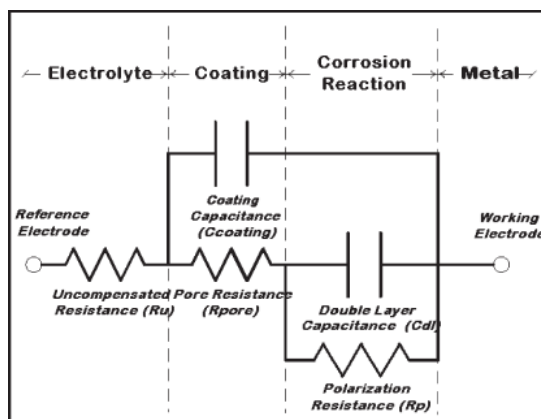 Electrolyte
Coating
Corrosion
Reaction
Metal
Coating
Capacitance
(Ccoating)
Reference
Electrode
Working
Electrode
Uncompensated
Resistance (Ru)
Pore Resistance
(Rpore)
Double Layer
Capacitance (Cdl)
Polarization
Resistance (Rp)